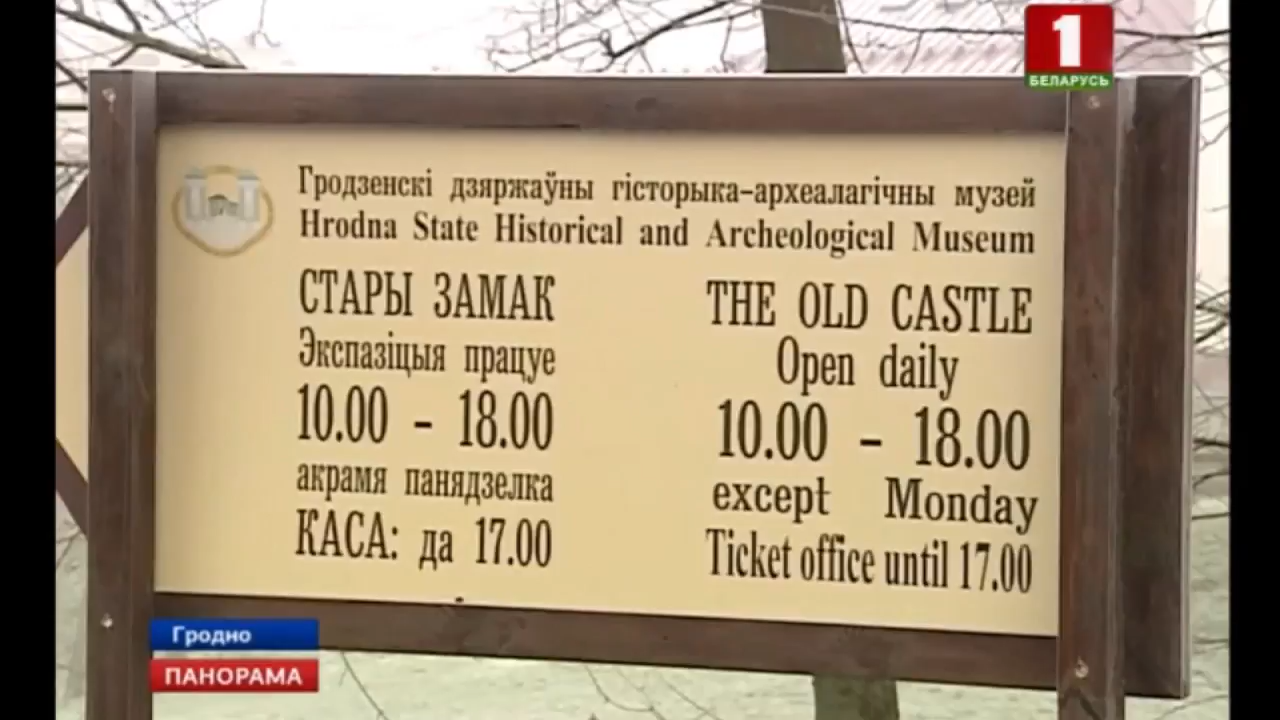 1
БЕЛАРУСЬ
Гродзенскі дзяржаўны гісторыка-археалагічны музей
Hrodna State Historical and Archeological Museum
СТАРЫ ЗАМАК
Экспазіцыя працуе
10.00 - 18.00
акрамя панядзелка
КАСА: да 17.00
THE OLD CASTLE
Open daily
10.00 - 18.00
except Monday
Ticket office until 17.00
Гродно
ПАНОРАМА